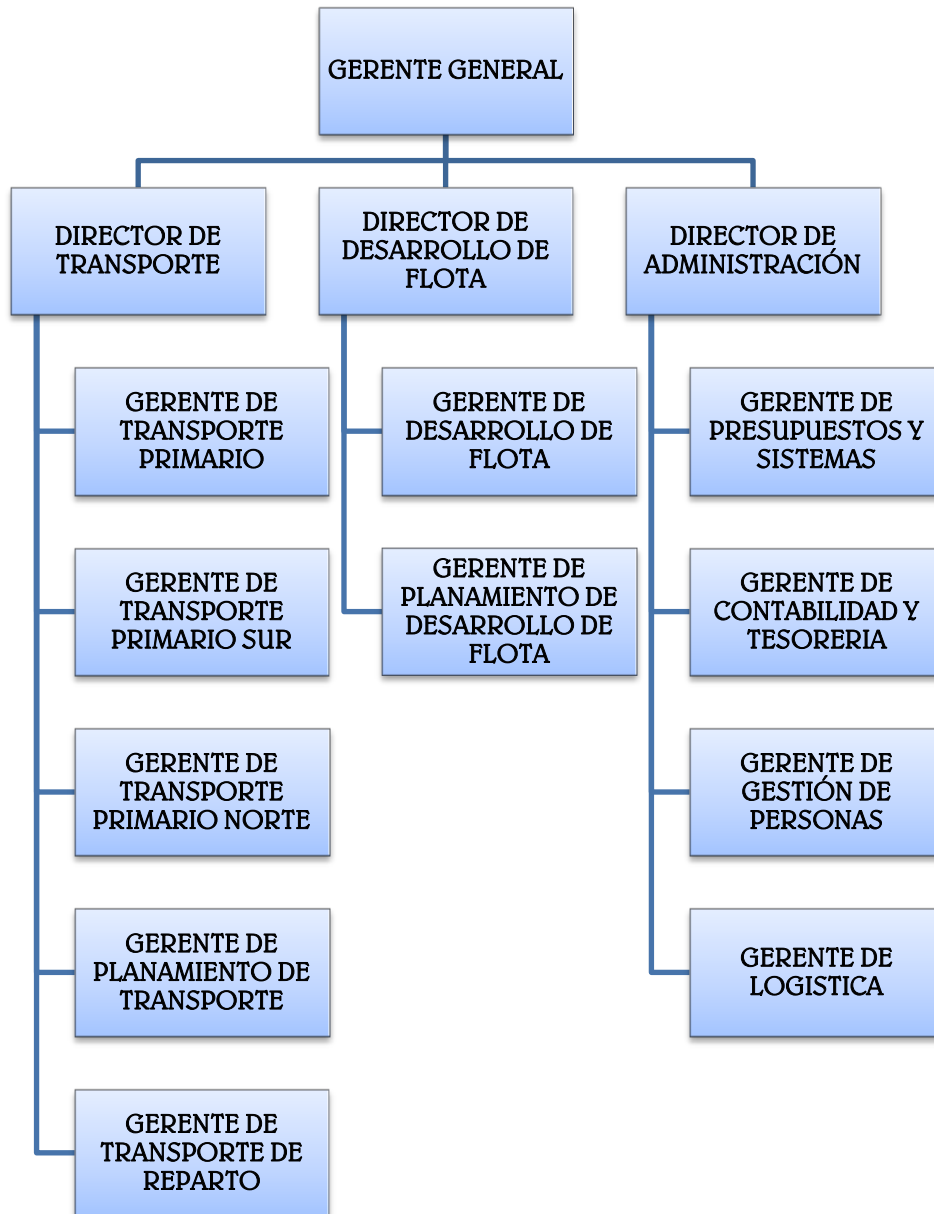 GERENTE GENERAL
DIRECTOR DE
TRANSPORTE
DIRECTOR DE
DESARROLLO DE
FLOTA
DIRECTOR DE
ADMINISTRACIÓN
GERENTE DE
TRANSPORTE
PRIMARIO
GERENTE DE
TRANSPORTE
PRIMARIO SUR
GERENTE DE
TRANSPORTE
PRIMARIO NORTE
GERENTE DE
PLANAMIENTO DE
TRANSPORTE
GERENTE DE
TRANSPORTE DE
REPARTO
GERENTE DE
DESARROLLO DE
FLOTA
GERENTE DE
PLANAMIENTO DE
DESARROLLO DE
FLOTA
GERENTE DE
PRESUPUESTOS Y
SISTEMAS
GERENTE DE
CONTABILIDAD Y
TESORERIA
GERENTE DE
GESTIÓN DE
PERSONAS
GERENTE DE
LOGISTICA